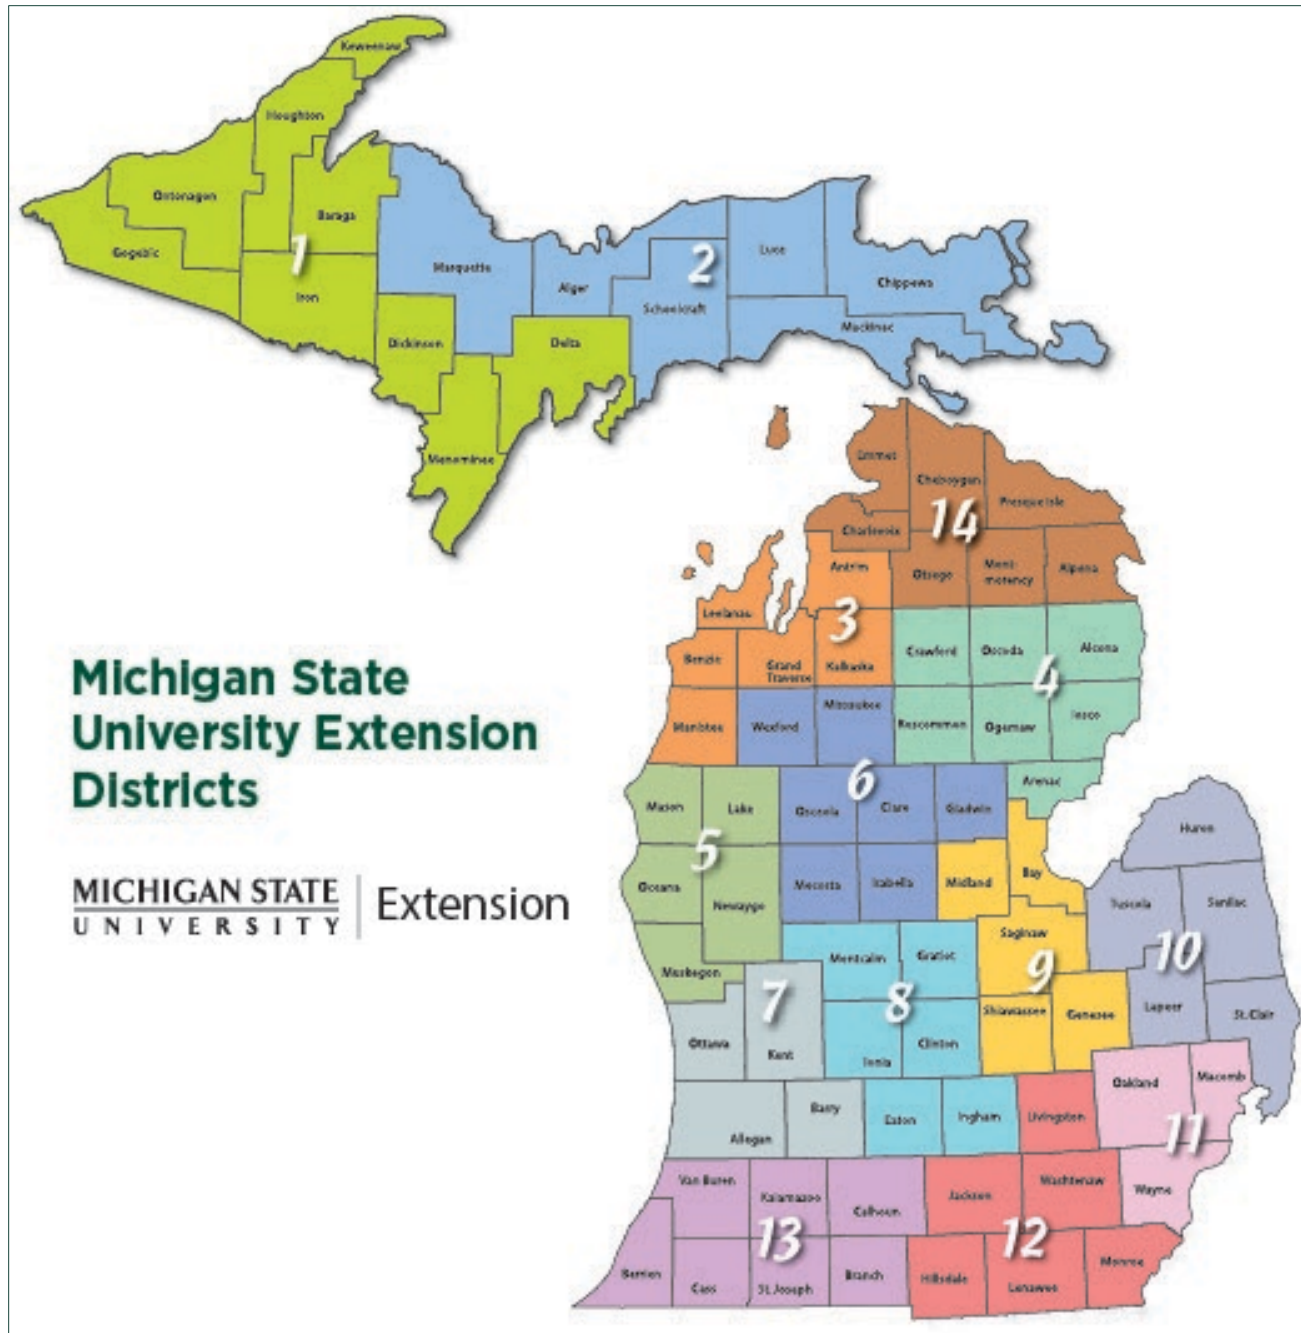 Keweenaw
Houghton
Ontonagon
Baraga
Gogebic
1
Iron
Marquette
Alger
2
Luce
Schoolcraft
Chippewa
Mackinac
Dickinson
Delta
Menominee
Emmet
Cheboygan
Presque Isle
14
Charlevoix
Antrim
Otsego
Mont-
morency
Alpena
Leelanau
3
Benzie
Grand
Traverse
Kalkaska
Crawford
Oscoda
Alcona
4
Michigan State
University Extension
Districts
Manistee
Wexford
Missaukee
Roscommon
Ogemaw
Iosco
6
Arenac
Mason
Lake
Osceola
Clare
Gladwin
Huron
5
Oceana
Newaygo
Mecosta
Isabella
Midland
Bay
Tuscola
Sanilac
MICHIGAN STATE
UNIVERSITY
Extension
Muskegon
Montcalm
Gratiot
Saginaw
9
10
7
8
Ottawa
Kent
Ionia
Clinton
Shiawassee
Genesee
Lapeer
St. Clair
Allegan
Barry
Eaton
Ingham
Livingston
Oakland
Macomb
11
Van Buren
Kalamazoo
Calhoun
Jackson
Washtenaw
Wayne
13
12
Berrien
Cass
St. Joseph
Branch
Hillsdale
Lenawee
Monroe